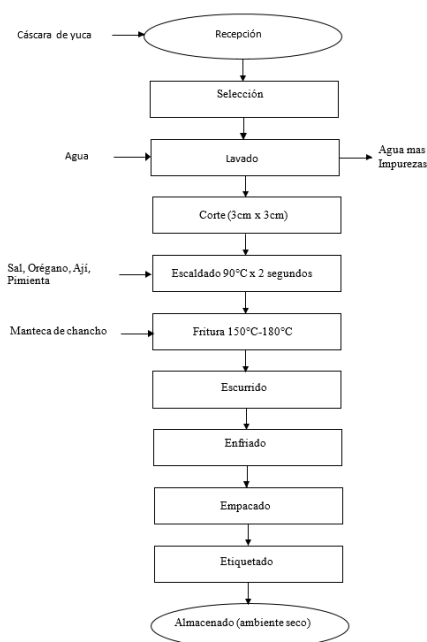 Cáscara de yuca
Recepción
Selección
Agua
Lavado
Agua mas
Impurezas
Corte (3cm x 3cm)
Sal, Orégano, Ají,
Pimienta
Escaldado 90°C x 2 segundos
Manteca de chancho
Fritura 150°C-180°C
Escurrido
Enfriado
Empacado
Etiquetado
Almacenado (ambiente seco)